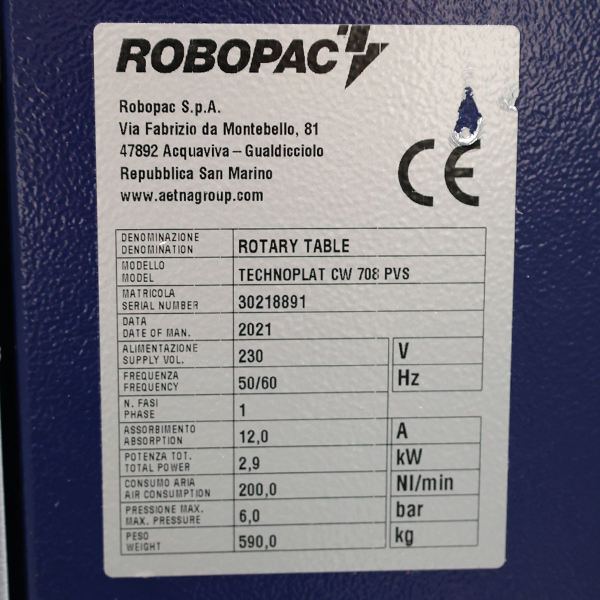 ROBOPAC
Robopac S.p.A.
Via Fabrizio da Montebello, 81
47892 Acquaviva – Gualdicciolo
Repubblica San Marino
www.aetnagroup.com
CE
DENOMINAZIONE
DENOMINATION
ROTARY TABLE
MODELLO
MODEL
TECHNOPLAT CW 708 PVS
MATRICOLA
SERIAL NUMBER
30218891
DATA
DATE OF MAN.
2021
ALIMENTAZIONE
SUPPLY VOL.
230 V
FREQUENZA
FREQUENCY
50/60 Hz
N. FASI
PHASE
1
ASSORBIMENTO
ABSORPTION
12,0 A
POTENZA TOT.
TOTAL POWER
2,9 kW
CONSUMO ARIA
AIR CONSUMPTION
200,0 Nl/min
PRESSIONE MAX.
MAX. PRESSURE
6,0 bar
PESO
WEIGHT
590,0 kg